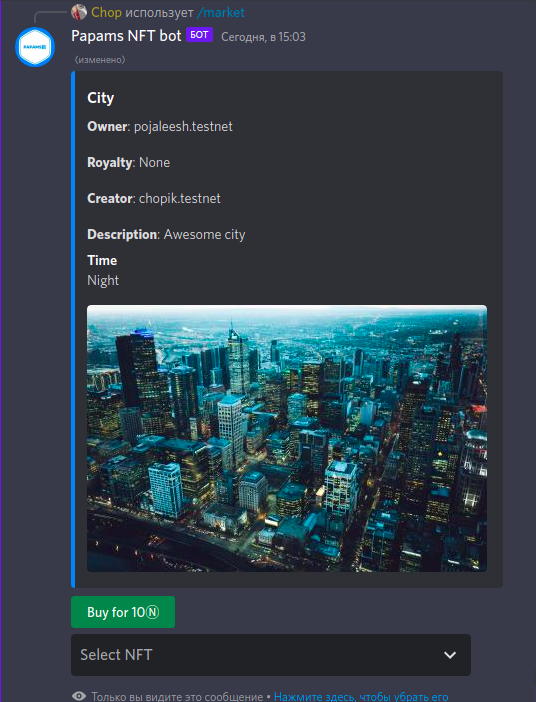 Chop использует /market
Papams NFT bot БОТ Сегодня, в 15:03
(изменено)
PAPAMS
City
Owner: pojaleesh.testnet
Royalty: None
Creator: chopik.testnet
Description: Awesome city
Time
Night
Buy for 10Ⓝ
Select NFT
Только вы видите это сообщение • Нажмите здесь, чтобы убрать его